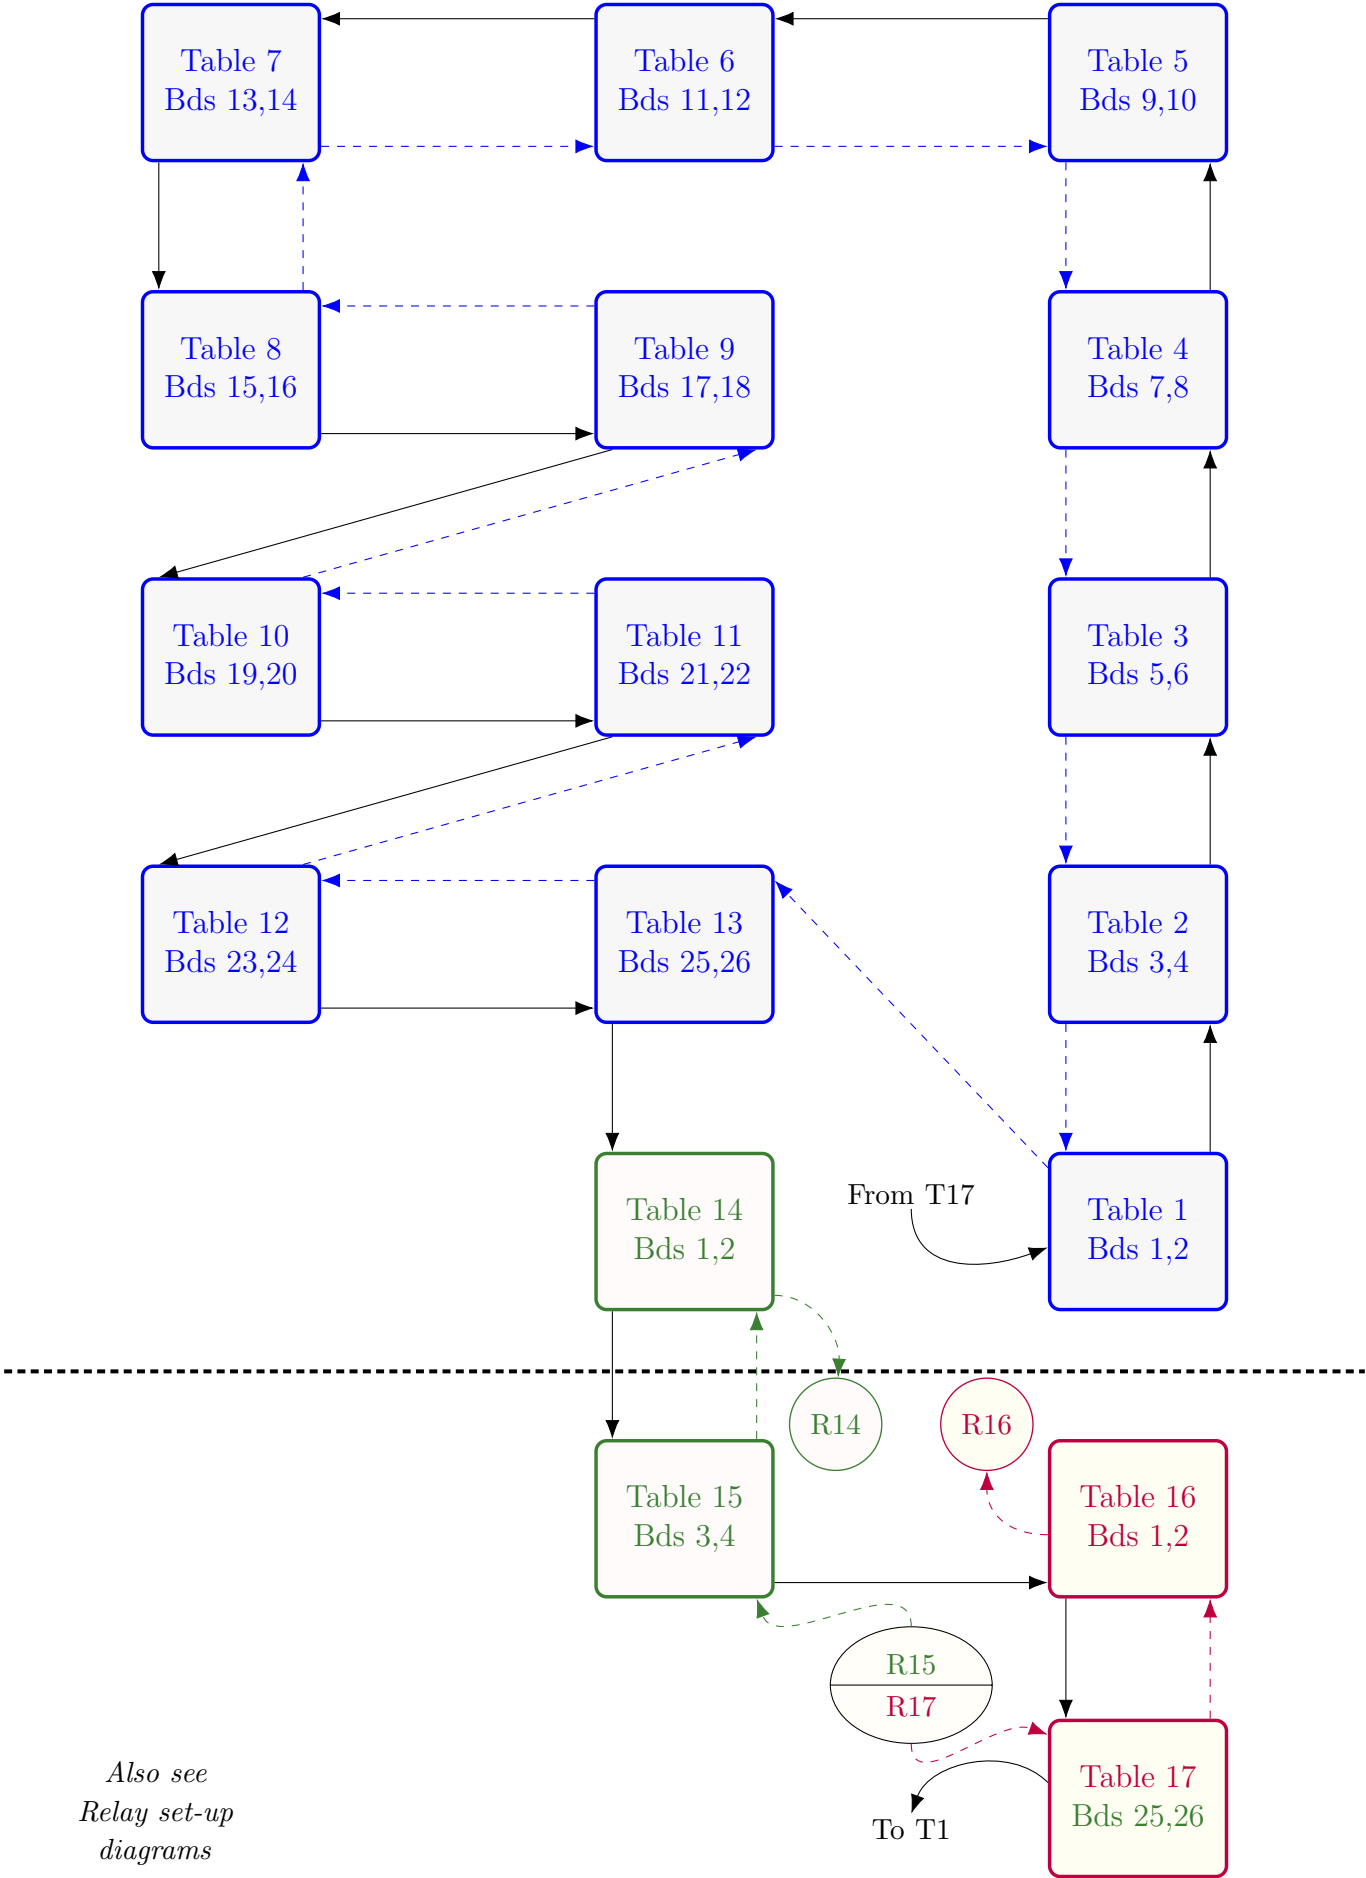 Table 7
Bds 13,14
Table 6
Bds 11,12
Table 5
Bds 9,10
Table 8
Bds 15,16
Table 9
Bds 17,18
Table 4
Bds 7,8
Table 10
Bds 19,20
Table 11
Bds 21,22
Table 3
Bds 5,6
Table 12
Bds 23,24
Table 13
Bds 25,26
Table 2
Bds 3,4
Table 14
Bds 1,2
From T17
Table 1
Bds 1,2
R14
R16
Table 15
Bds 3,4
Table 16
Bds 1,2
R15
R17
Table 17
Bds 25,26
To T1
Also see
Relay set-up
diagrams